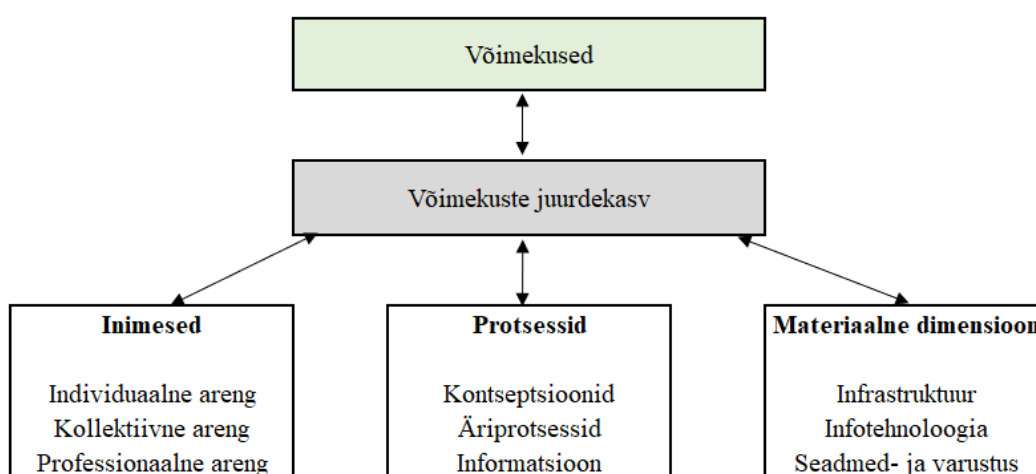 Võimekused
Võimekuste juurdekasv
Inimesed
Individuaalne areng
Kollektiivne areng
Professionaalne areng
Protsessid
Kontseptsioonid
Äriprotsessid
Informatsioon
Materiaalne dimensioon
Infrastruktuur
Infotehnoloogia
Seadmed- ja varustus